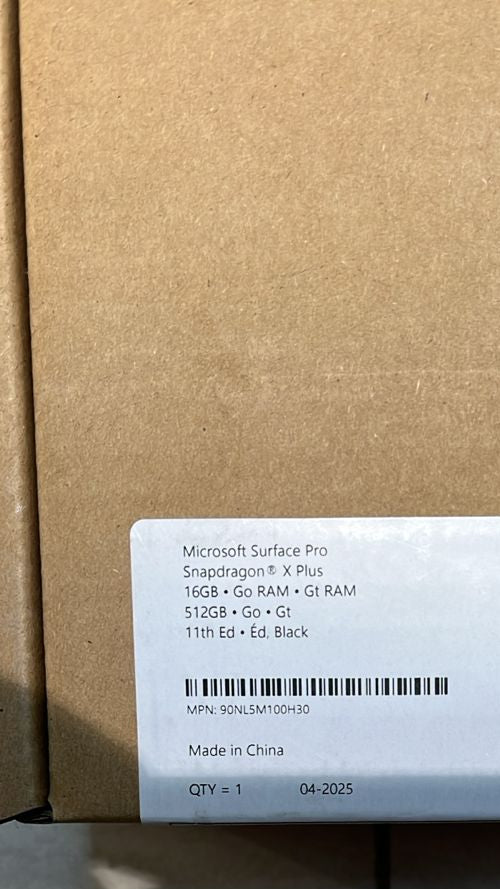 Microsoft Surface Pro
Snapdragon® X Plus
16GB • Go RAM • Gt RAM
512GB • Go • Gt
11th Ed • Éd, Black
MPN: 90NL5M100H30
Made in China
QTY = 1 04-2025